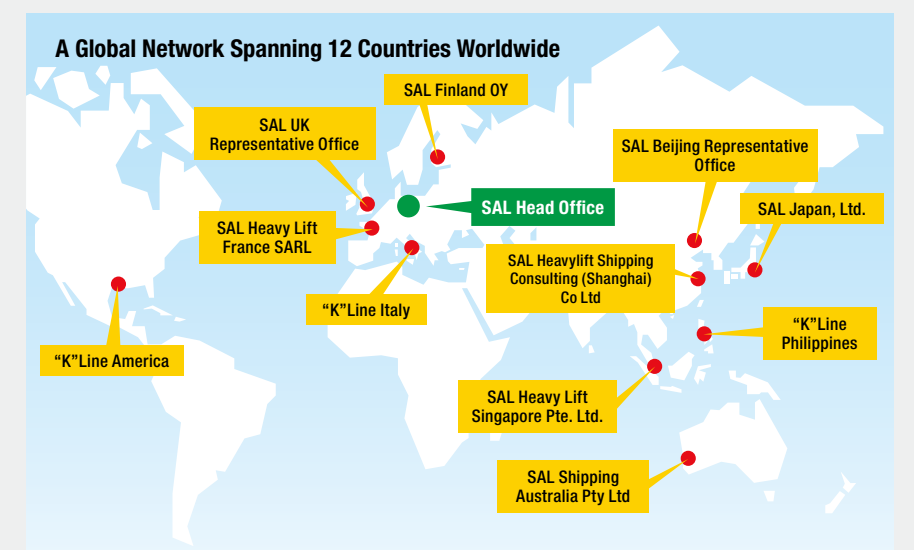 A Global Network Spanning 12 Countries Worldwide
SAL Finland OY
SAL UK
Representative Office
SAL Beijing Representative
Office
SAL Head Office
SAL Japan, Ltd.
SAL Heavy Lift
France SARL
SAL Heavylift Shipping
Consulting (Shanghai)
Co Ltd
“K”Line Italy
“K”Line
Philippines
“K”Line America
SAL Heavy Lift
Singapore Pte. Ltd.
SAL Shipping
Australia Pty Ltd